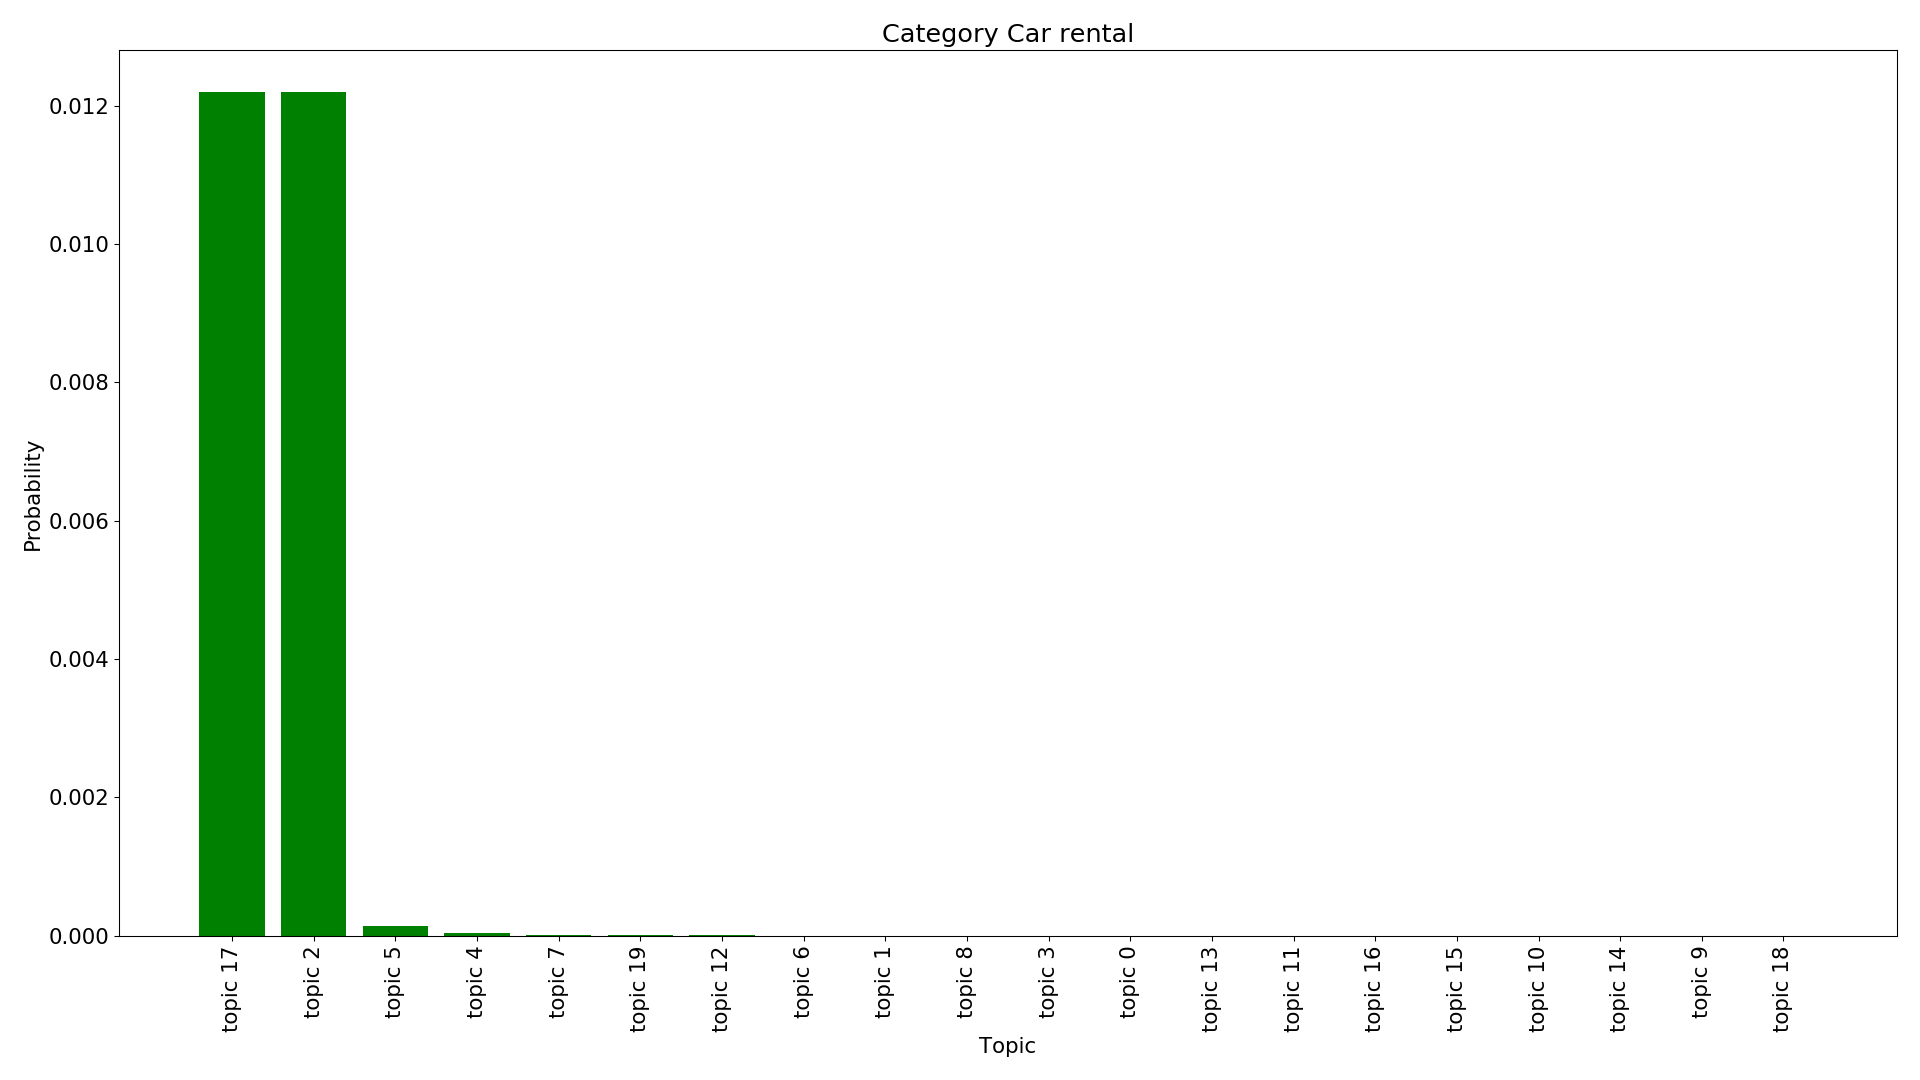 Category Car rental
Probability
0.012
0.010
0.008
0.006
0.004
0.002
0.000
topic 17
topic 2
topic 5
topic 4
topic 7
topic 19
topic 12
topic 6
topic 1
topic 8
topic 3
topic 0
topic 13
topic 11
topic 16
topic 15
topic 10
topic 14
topic 9
topic 18
Topic